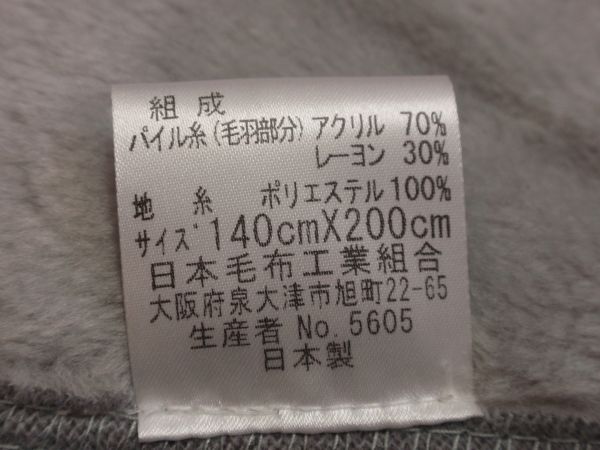 組成
パイル糸(毛羽部分)アクリル 70%
レーヨン 30%
地糸 ポリエステル100%
サイズ 140cmX200cm
日本毛布工業組合
大阪府泉大津市旭町22-65
生産者 No.5605
日本製